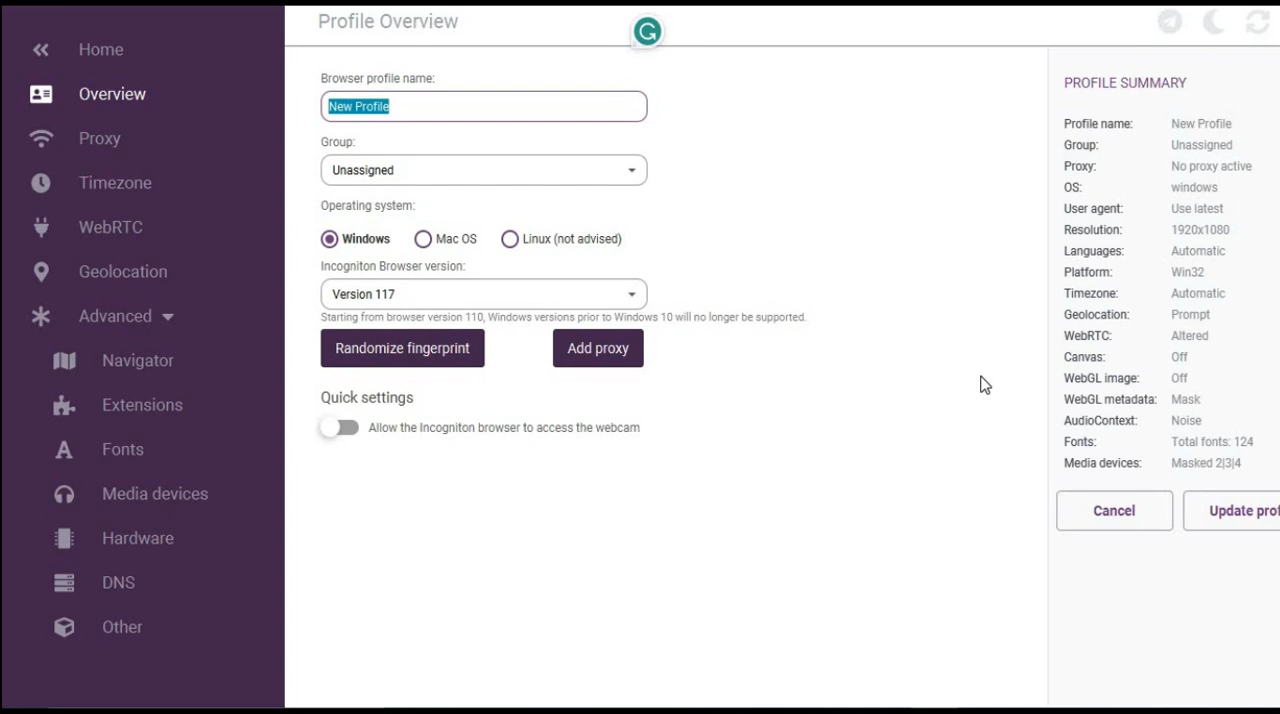 Home
Overview
Proxy
Timezone
WebRTC
Geolocation
Advanced
Navigator
Extensions
Fonts
Media devices
Hardware
DNS
Other
Profile Overview
Browser profile name:
New Profile
Group:
Unassigned
Operating system:
Windows Mac OS Linux (not advised)
Incogniton Browser version:
Version 117
Starting from browser version 110, Windows versions prior to Windows 10 will no longer be supported.
Randomize fingerprint Add proxy
Quick settings
Allow the Incogniton browser to access the webcam
PROFILE SUMMARY
Profile name: New Profile
Group: Unassigned
Proxy: No proxy active
OS: windows
User agent: Use latest
Resolution: 1920x1080
Languages: Automatic
Platform: Win32
Timezone: Automatic
Geolocation: Prompt
WebRTC: Altered
Canvas: Off
WebGL image: Off
WebGL metadata: Mask
AudioContext: Noise
Fonts: Total fonts: 124
Media devices: Masked 2|3|4
Cancel Update prof